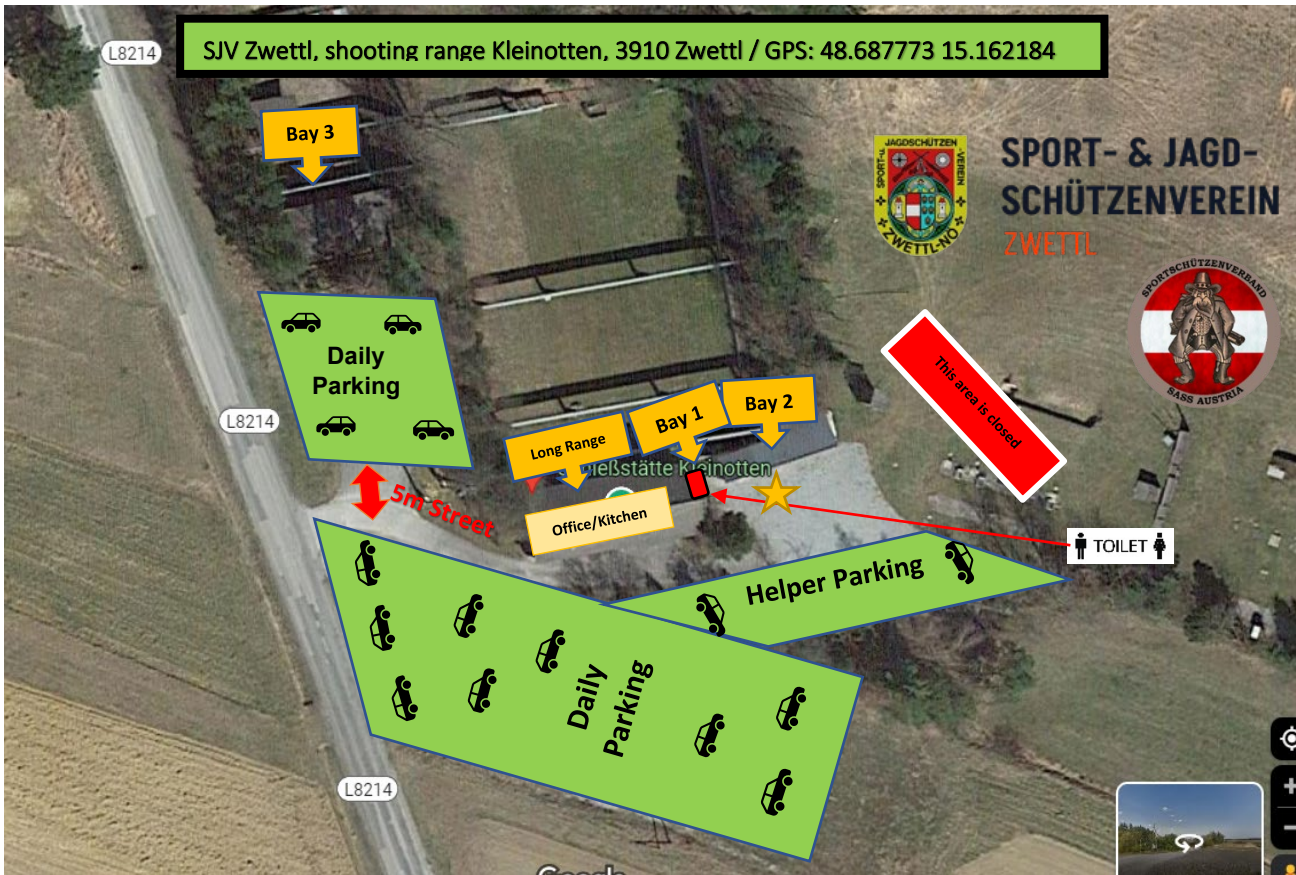 SJV Zwettl, shooting range Kleinotten, 3910 Zwettl / GPS: 48.687773 15.162184
L8214
Bay 3
JAGDSCHÜTZEN
SPORT-u.
-VEREIN
ZWETTL-NÖ
SPORT- & JAGD-
SCHÜTZENVEREIN
ZWETTL
SPORTSCHÜTZENVERBAND
SASS AUSTRIA
Daily
Parking
This area is closed
L8214
Bay 1
Bay 2
Long Range
ießstätte Kleinotten
Office/Kitchen
5m Street
TOILET
Helper Parking
Daily
Parking
L8214
Google